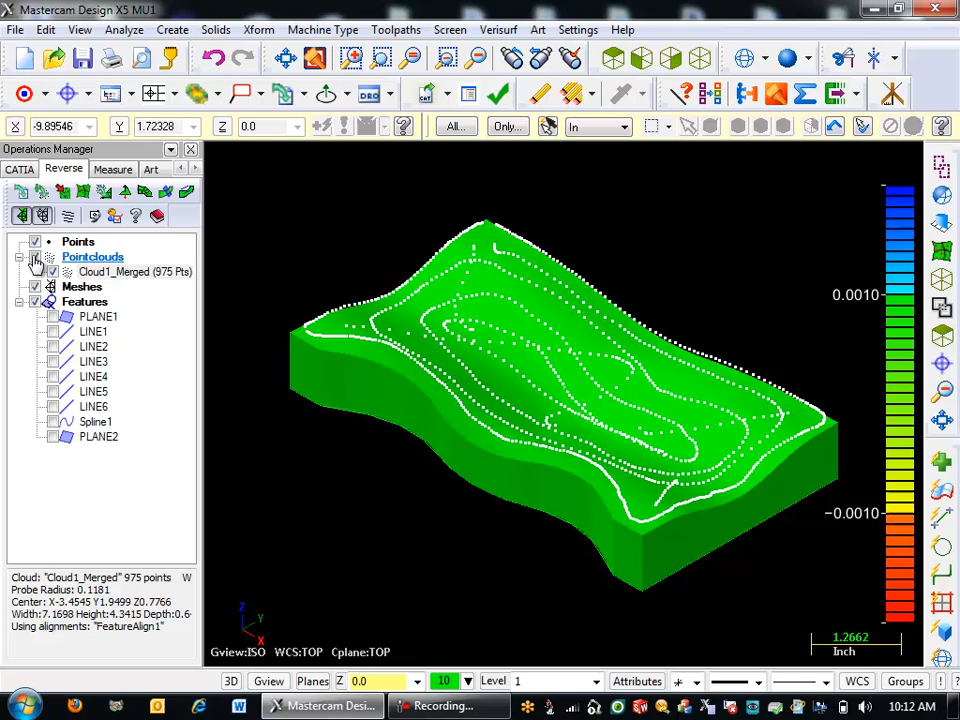 Mastercam Design X5 MU1
File Edit View Analyze Create Solids Xform Machine Type Toolpaths Screen Verisurf Art Settings Help
X -9.89546 Y 1.72328 Z 0.0 All... Only... In
Operations Manager
CATIA Reverse Measure Art
Points
Pointclouds
Cloud1_Merged (975 Pts)
Meshes
Features
PLANE1
LINE1
LINE2
LINE3
LINE4
LINE5
LINE6
Spline1
PLANE2
Cloud: "Cloud1_Merged" 975 points W
Probe Radius: 0.1181
Center: X-3.4545 Y1.9499 Z0.7766
Width:7.1698 Height:4.3415 Depth:0.6
Using alignments: "FeatureAlign1"
0.0010
-0.0010
Z
Y
X
Gview:ISO WCS:TOP Cplane:TOP
1.2662
Inch
3D Gview Planes Z 0.0 10 Level 1 Attributes WCS Groups
Mastercam Desi... Recording... 10:12 AM